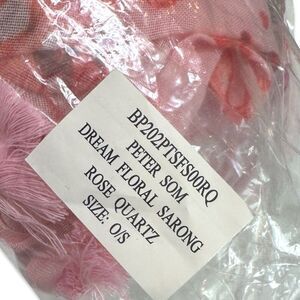 BP202PTSFS00RQ
PETER SOM
DREAM FLORAL SARONG
ROSE QUARTZ
SIZE: O/S